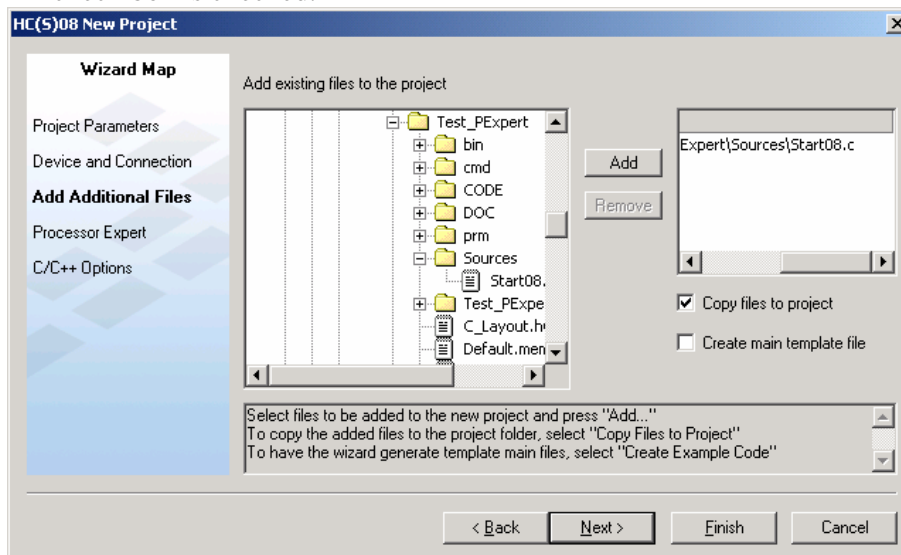 HC(S)08 New Project
Wizard Map
Project Parameters
Device and Connection
Add Additional Files
Processor Expert
C/C++ Options
Add existing files to the project
Test_PExpert
bin
cmd
CODE
DOC
prm
Sources
Start08.
Test_PExpe
C_Layout.h
Default.men
Add
Remove
Expert\Sources\Start08.c
Copy files to project
Create main template file
Select files to be added to the new project and press "Add..."
To copy the added files to the project folder, select "Copy Files to Project"
To have the wizard generate template main files, select "Create Example Code"
< Back
Next >
Finish
Cancel